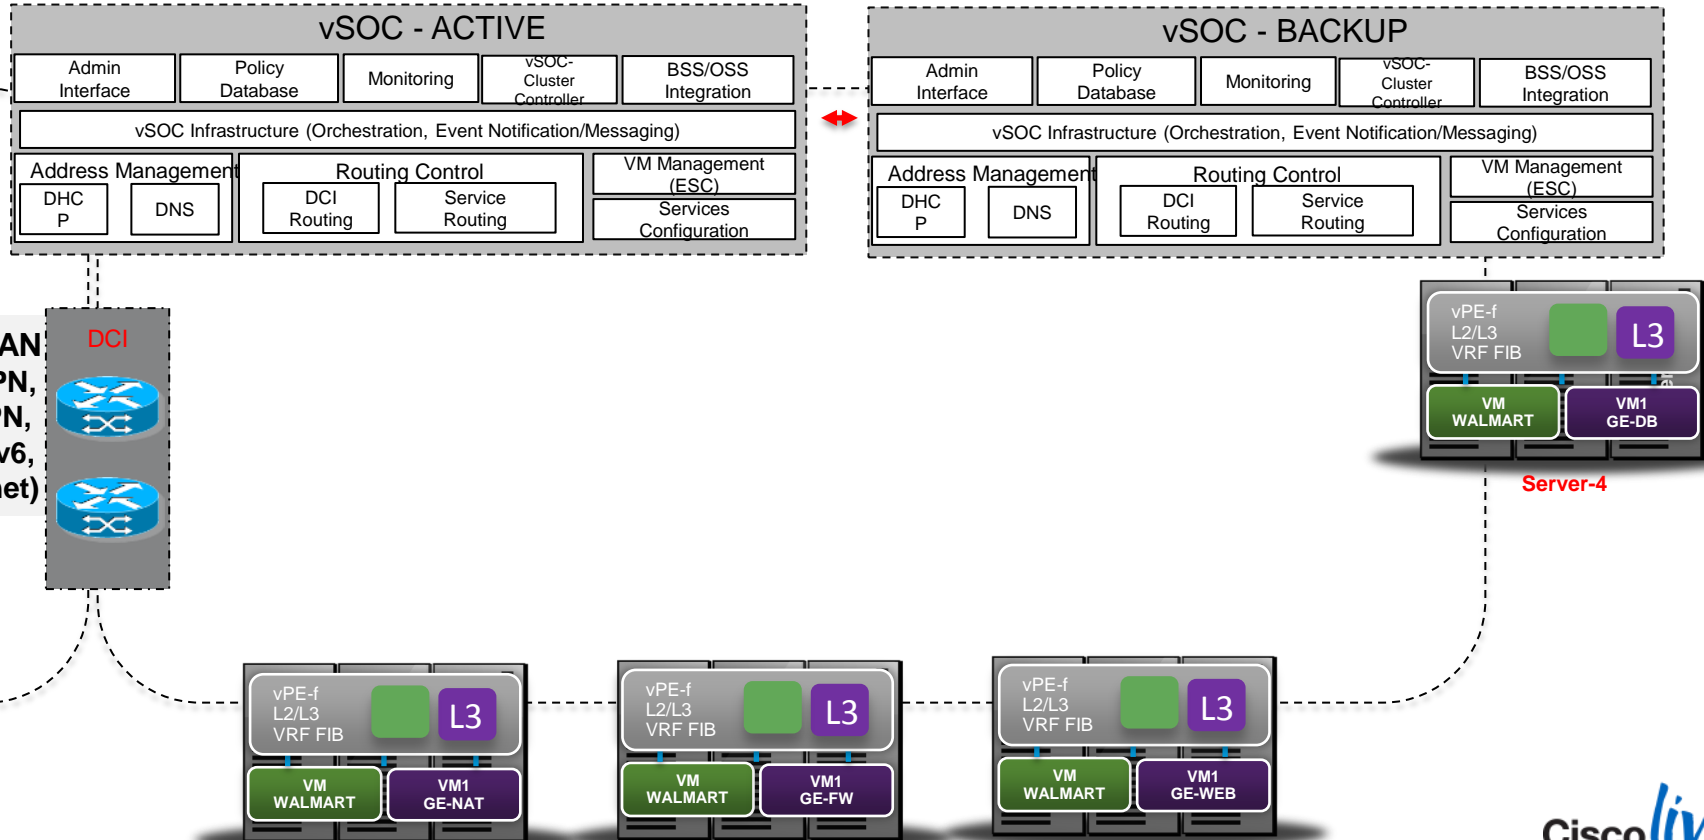 vSOC - ACTIVE
Admin
Interface
Policy
Database
Monitoring
vSOC-
Cluster
Controller
BSS/OSS
Integration
vSOC Infrastructure (Orchestration, Event Notification/Messaging)
Address Management
DHC
P
DNS
Routing Control
DCI
Routing
Service
Routing
VM Management
(ESC)
Services
Configuration
vSOC - BACKUP
Admin
Interface
Policy
Database
Monitoring
vSOC-
Cluster
Controller
BSS/OSS
Integration
vSOC Infrastructure (Orchestration, Event Notification/Messaging)
Address Management
DHC
P
DNS
Routing Control
DCI
Routing
Service
Routing
VM Management
(ESC)
Services
Configuration
AN
PN,
PN,
v6,
net)
DCI
vPE-f
L2/L3
VRF FIB
L3
VM
WALMART
VM1
GE-DB
Server-4
vPE-f
L2/L3
VRF FIB
L3
VM
WALMART
VM1
GE-NAT
vPE-f
L2/L3
VRF FIB
L3
VM
WALMART
VM1
GE-FW
vPE-f
L2/L3
VRF FIB
L3
VM
WALMART
VM1
GE-WEB
Cisco